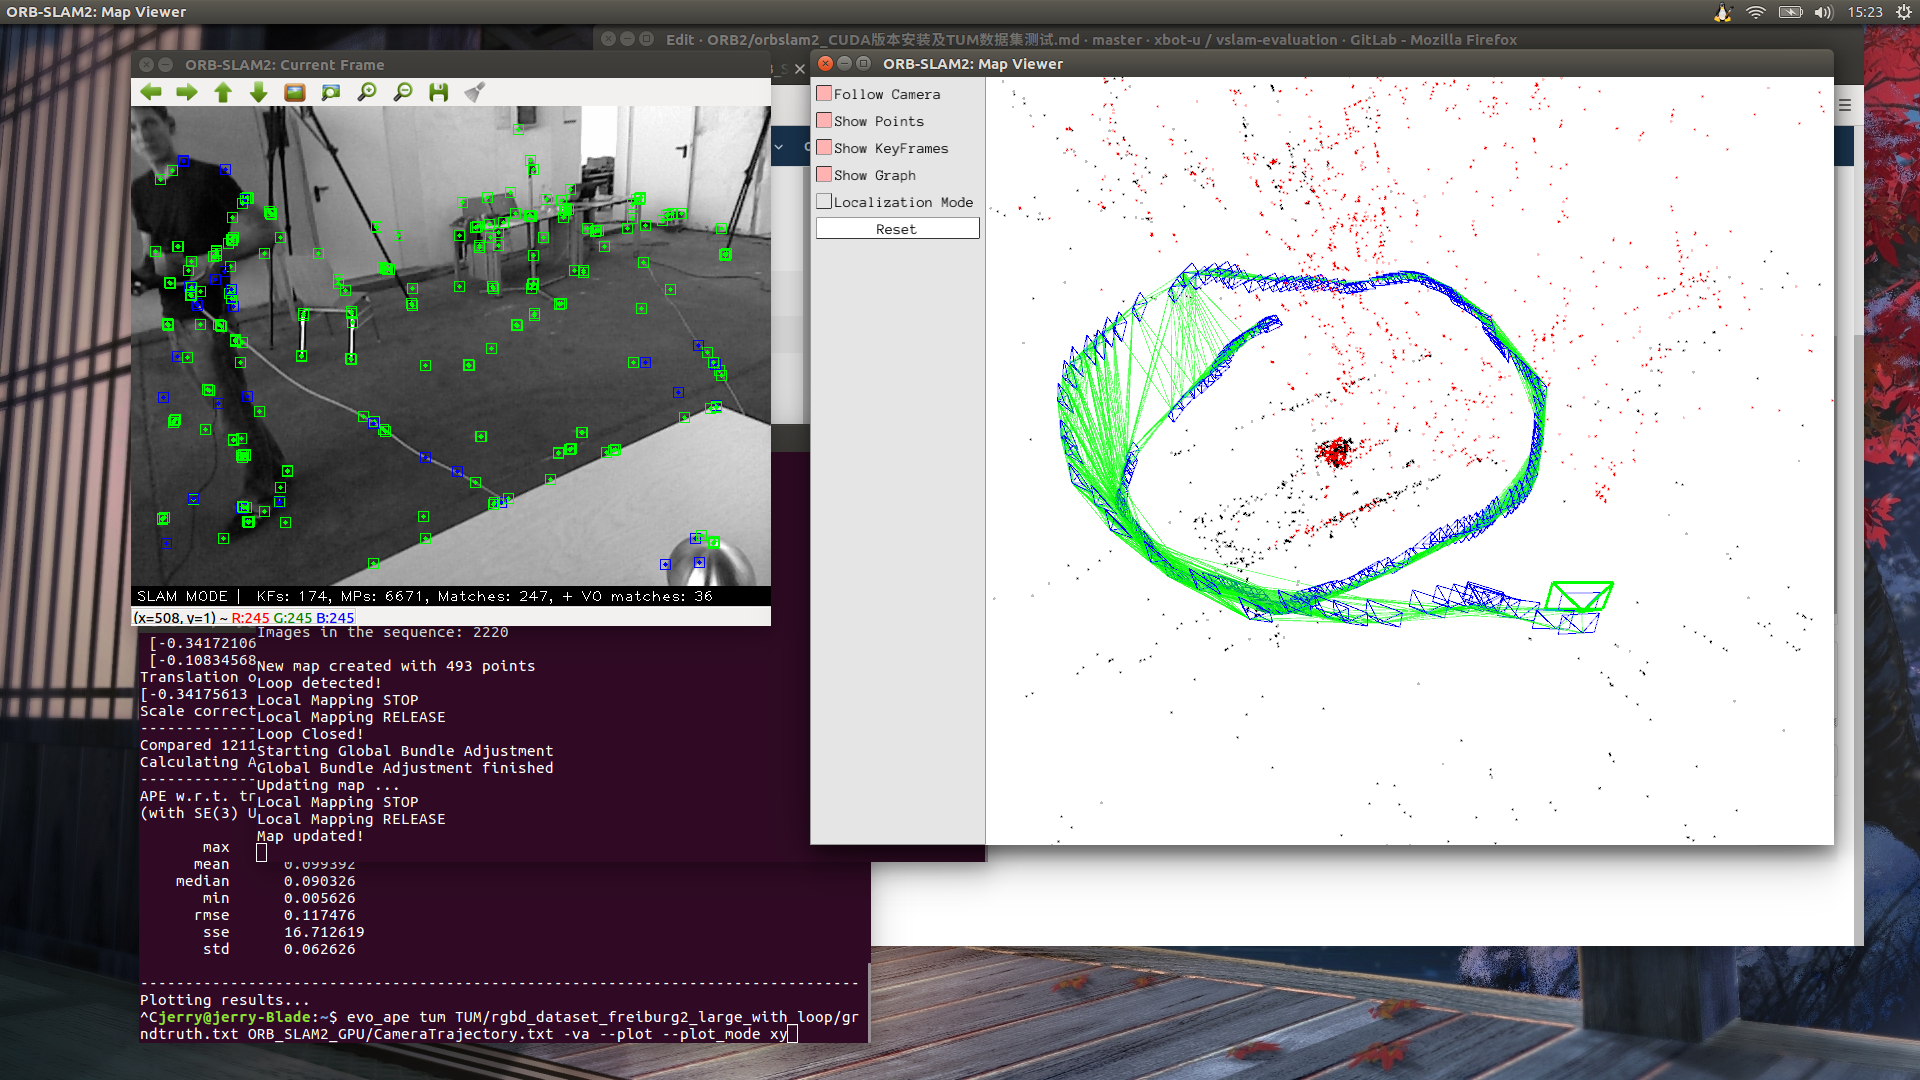 ORB-SLAM2: Map Viewer
15:23
Edit · ORB2/orbslam2_CUDA版本安装及TUM数据集测试.md · master · xbot-u / vslam-evaluation · GitLab - Mozilla Firefox
ORB-SLAM2: Current Frame
SLAM MODE | KFs: 174, MPs: 6671, Matches: 247, + VO matches: 36
(x=508, y=1) ~ R:245 G:245 B:245
ORB-SLAM2: Map Viewer
Follow Camera
Show Points
Show KeyFrames
Show Graph
Localization Mode
Reset
Images in the sequence: 2220
New map created with 493 points
Loop detected!
Local Mapping STOP
Local Mapping RELEASE
Loop Closed!
Starting Global Bundle Adjustment
Global Bundle Adjustment finished
Updating map ...
Local Mapping STOP
Local Mapping RELEASE
Map updated!
[-0.34172106
[-0.10834568
Translation o
[-0.34175613
Scale correct
-------------
Compared 1211
Calculating A
-------------
APE w.r.t. tr
(with SE(3) U
max
mean 0.099392
median 0.090326
min 0.005626
rmse 0.117476
sse 16.712619
std 0.062626
--------------------------------------------------------------------------------
Plotting results...
^Cjerry@jerry-Blade:~$ evo_ape tum TUM/rgbd_dataset_freiburg2_large_with_loop/gr
ndtruth.txt ORB_SLAM2_GPU/CameraTrajectory.txt -va --plot --plot_mode xy